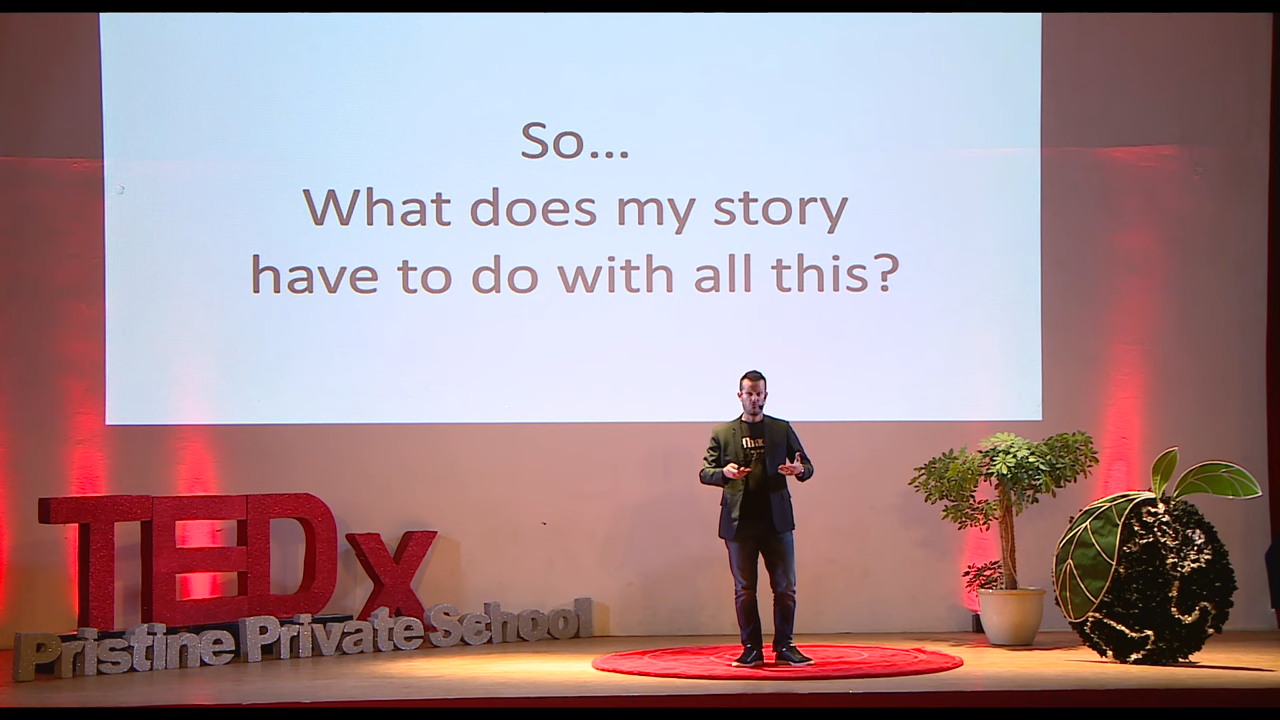 So...
What does my story
have to do with all this?
TEDx
Pristine Private School